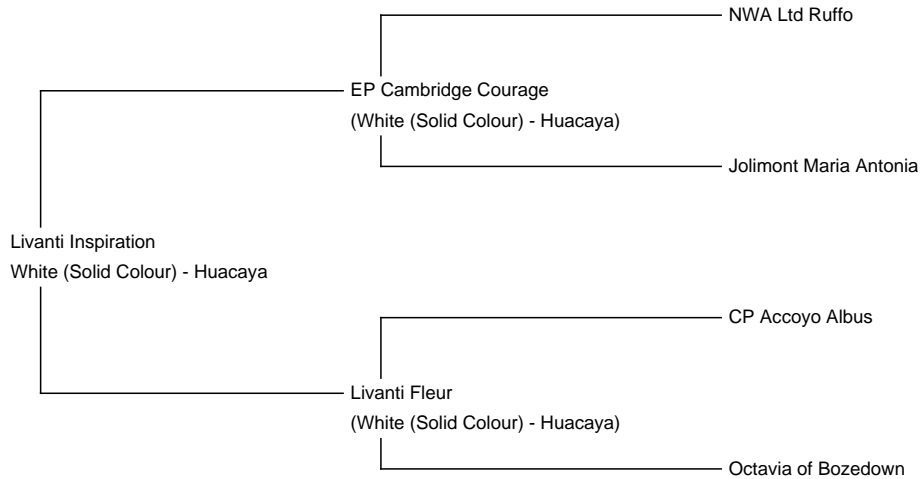 NWA Ltd Ruffo
EP Cambridge Courage
(White (Solid Colour) - Huacaya)
Jolimont Maria Antonia
Livanti Inspiration
White (Solid Colour) - Huacaya
CP Accoyo Albus
Livanti Fleur
(White (Solid Colour) - Huacaya)
Octavia of Bozedown